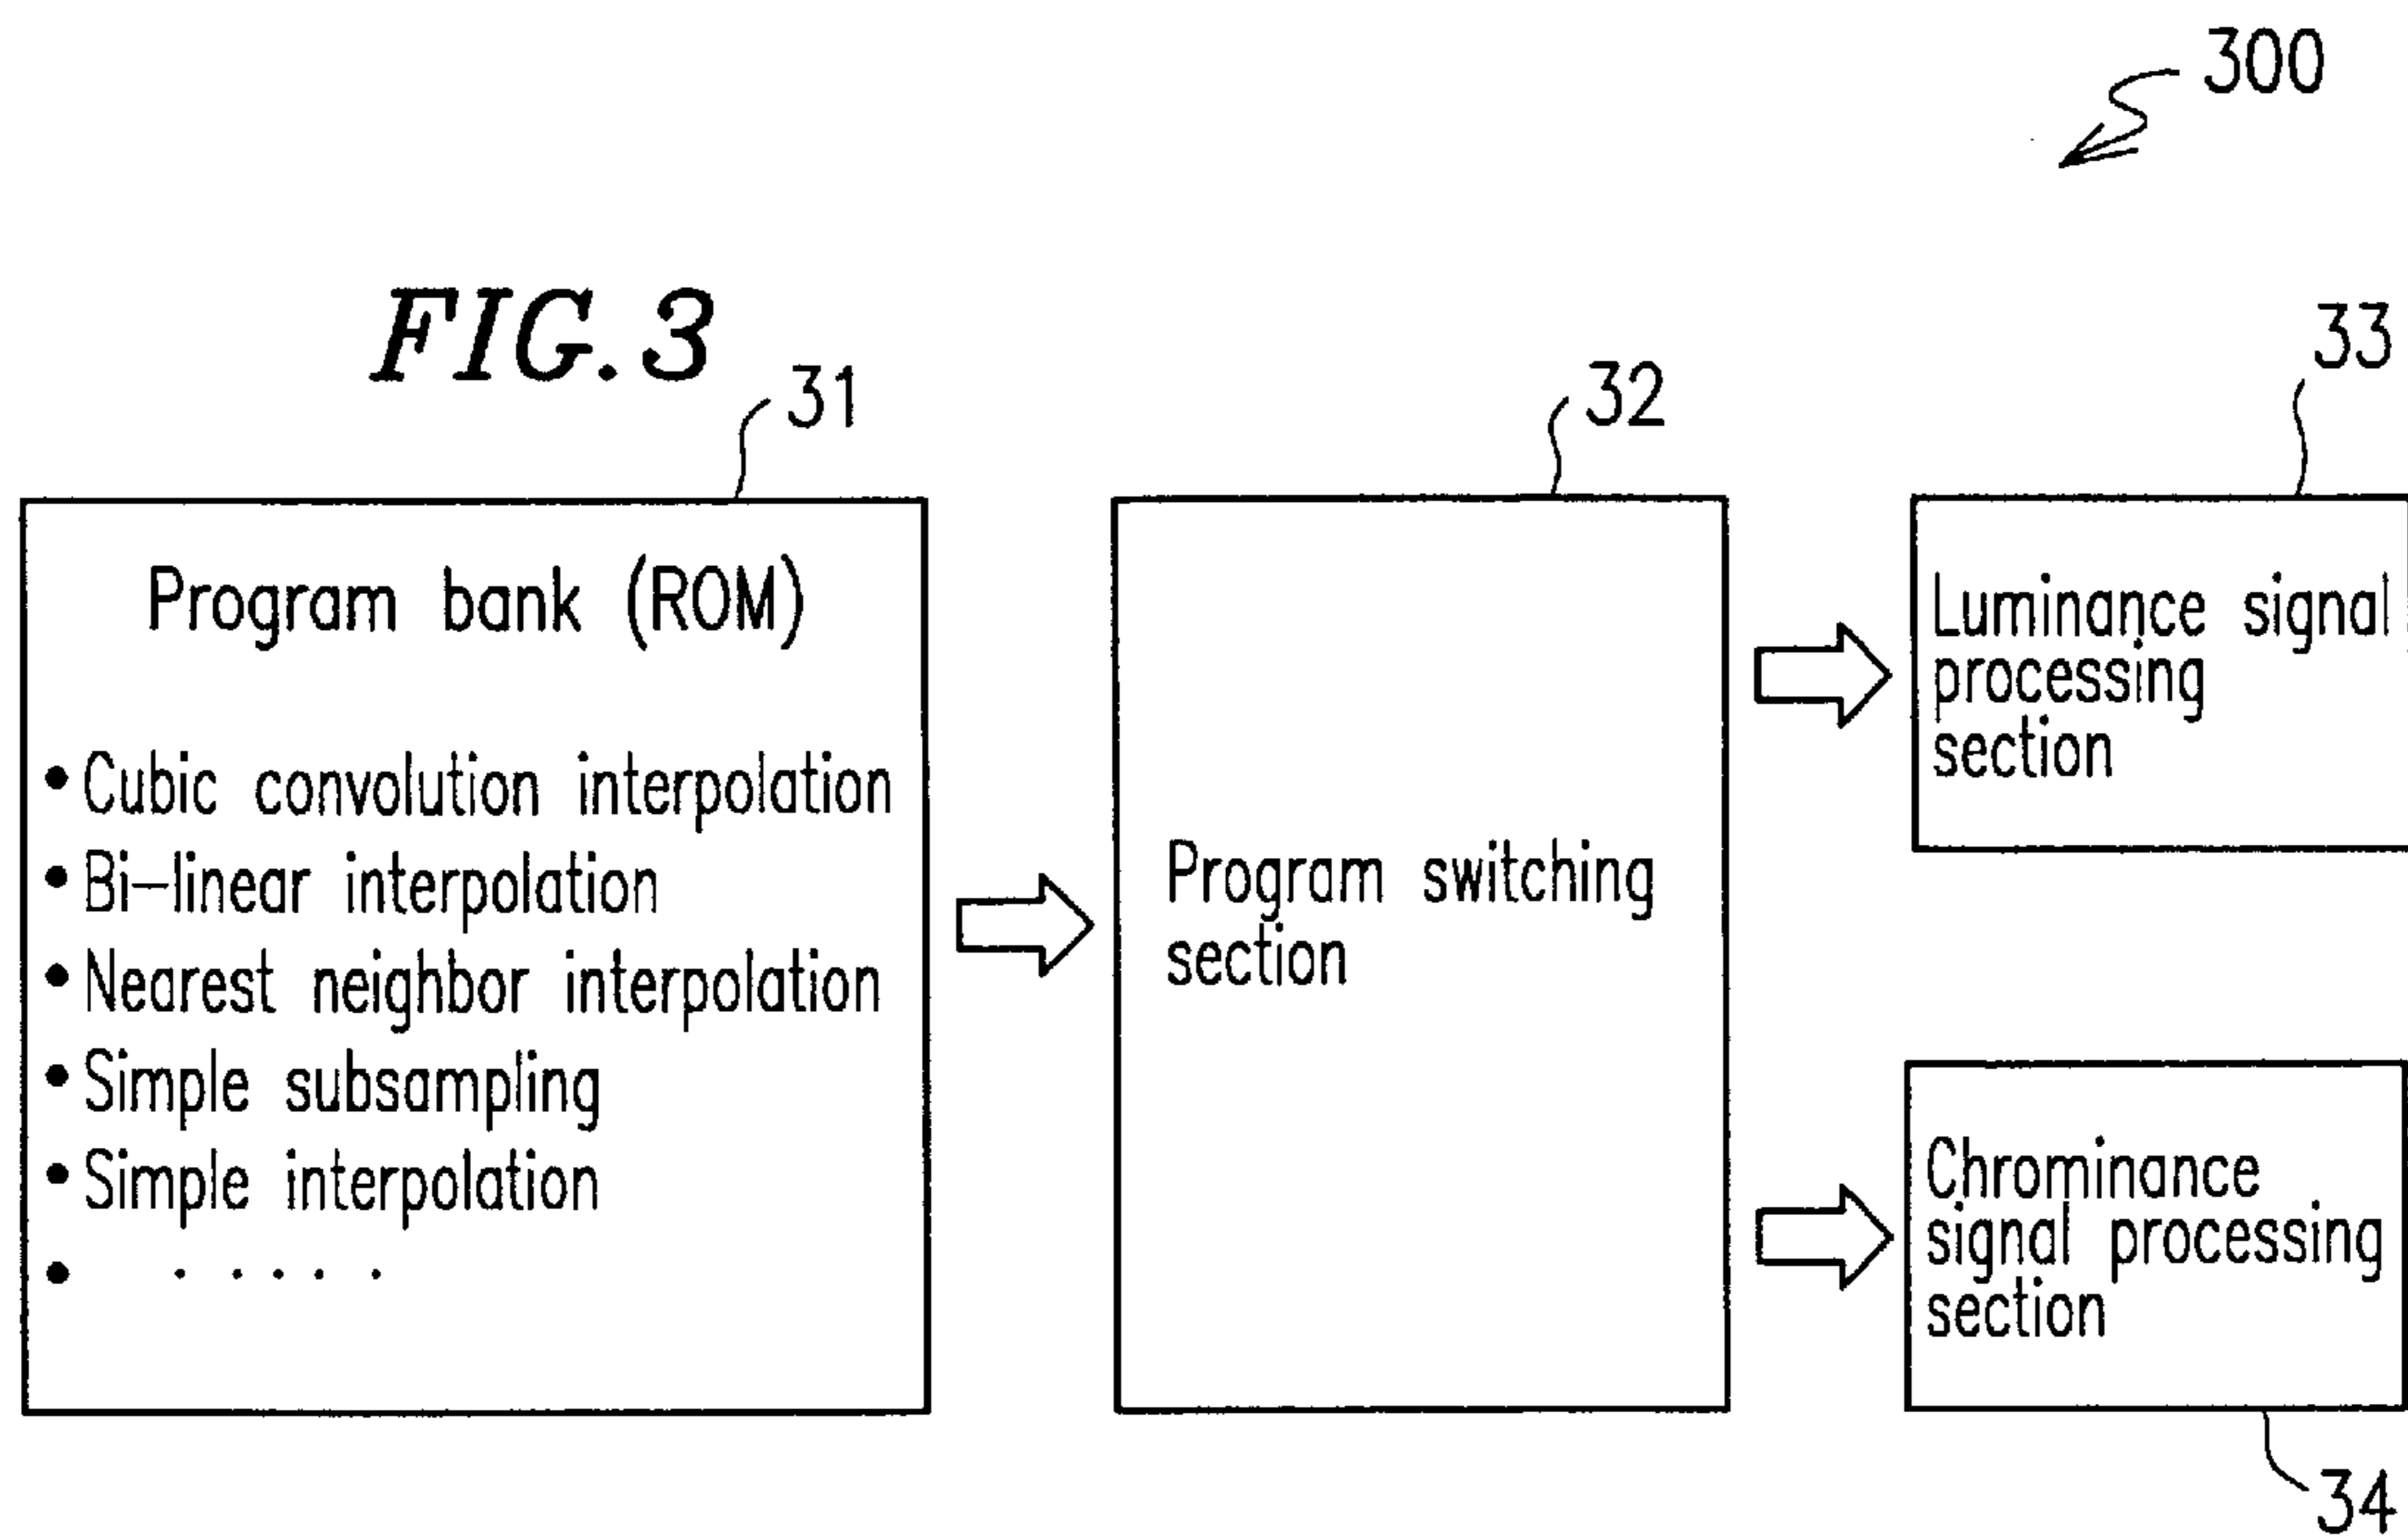 300
FIG.3
31
32
33
Program bank (ROM)
• Cubic convolution interpolation
• Bi-linear interpolation
• Nearest neighbor interpolation
• Simple subsampling
• Simple interpolation
• · · · · ·
Program switching
section
Luminance signal
processing
section
Chrominance
signal processing
section
34